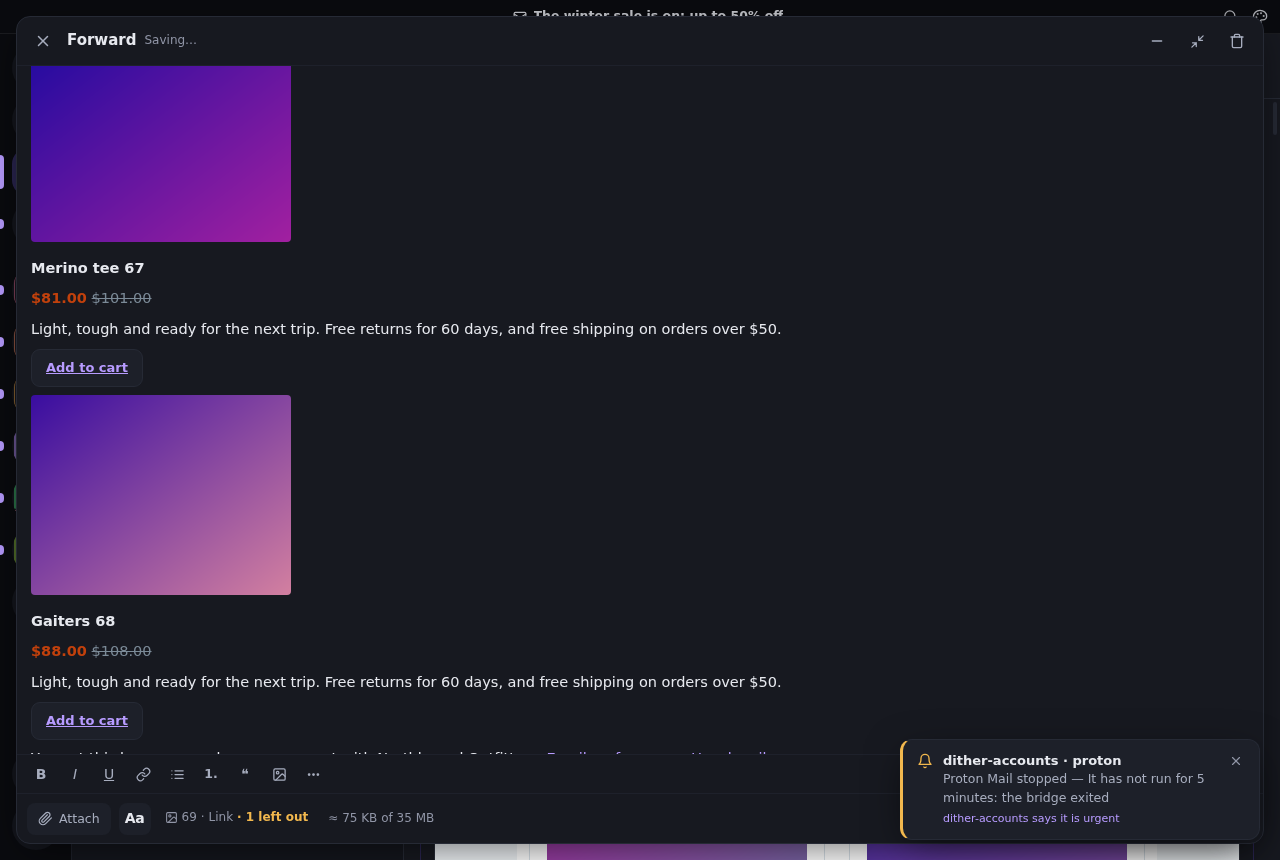 The winter sale is on: up to 50% off
Forward Saving…
Merino tee 67
$81.00 $101.00
Light, tough and ready for the next trip. Free returns for 60 days, and free shipping on orders over $50.
Add to cart
Gaiters 68
$88.00 $108.00
Light, tough and ready for the next trip. Free returns for 60 days, and free shipping on orders over $50.
Add to cart
B I U 1. ❝
Attach Aa 69 · Link · 1 left out ≈ 75 KB of 35 MB
dither-accounts · proton
Proton Mail stopped — It has not run for 5
minutes: the bridge exited
dither-accounts says it is urgent